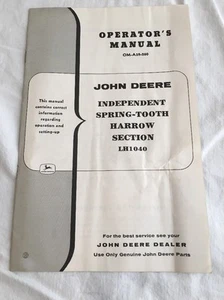 OPERATOR'S
MANUAL
JOHN DEERE
This manual
contains correct
information
regarding
operation and
setting-up
INDEPENDENT
SPRING-TOOTH
HARROW
SECTION
LH1040
For the best service see your
JOHN DEERE DEALER
Use Only Genuine John Deere Parts